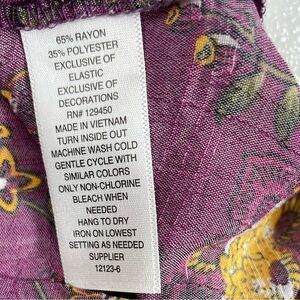 65% RAYON
35% POLYESTER
EXCLUSIVE OF
ELASTIC
EXCLUSIVE OF
DECORATIONS
RN# 129450
MADE IN VIETNAM
TURN INSIDE OUT
MACHINE WASH COLD
GENTLE CYCLE WITH
SIMILAR COLORS
ONLY NON-CHLORINE
BLEACH WHEN
NEEDED
HANG TO DRY
IRON ON LOWEST
SETTING AS NEEDED
SUPPLIER
12123-6